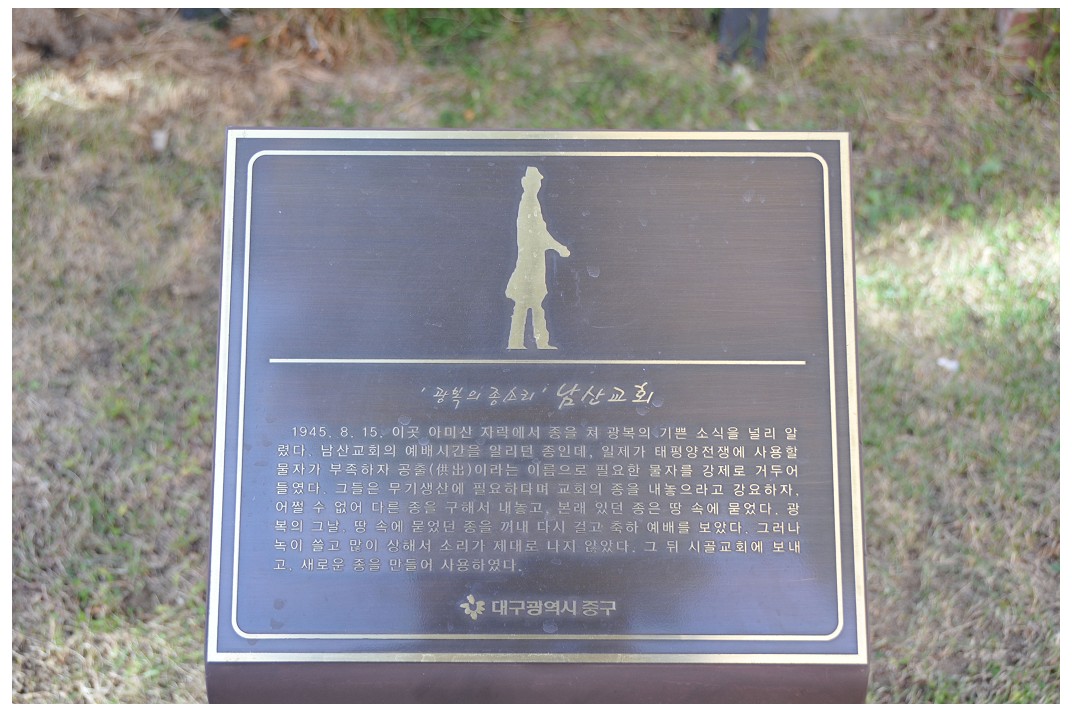 '광복의 종소리' 남산교회
1945. 8. 15. 이곳 아미산 자락에서 종을 쳐 광복의 기쁜 소식을 널리 알
렸다. 남산교회의 예배시간을 알리던 종인데, 일제가 태평양전쟁에 사용할
물자가 부족하자 공출(供出)이라는 이름으로 필요한 물자를 강제로 거두어
들였다. 그들은 무기생산에 필요하다며 교회의 종을 내놓으라고 강요하자,
어쩔 수 없어 다른 종을 구해서 내놓고, 본래 있던 종은 땅 속에 묻었다. 광
복의 그날 땅 속에 묻었던 종을 꺼내 다시 걸고 축하 예배를 보았다. 그러나
녹이 쓸고 많이 상해서 소리가 제대로 나지 않았다. 그 뒤 시골교회에 보내
고, 새로운 종을 만들어 사용하였다.
대구광역시 중구